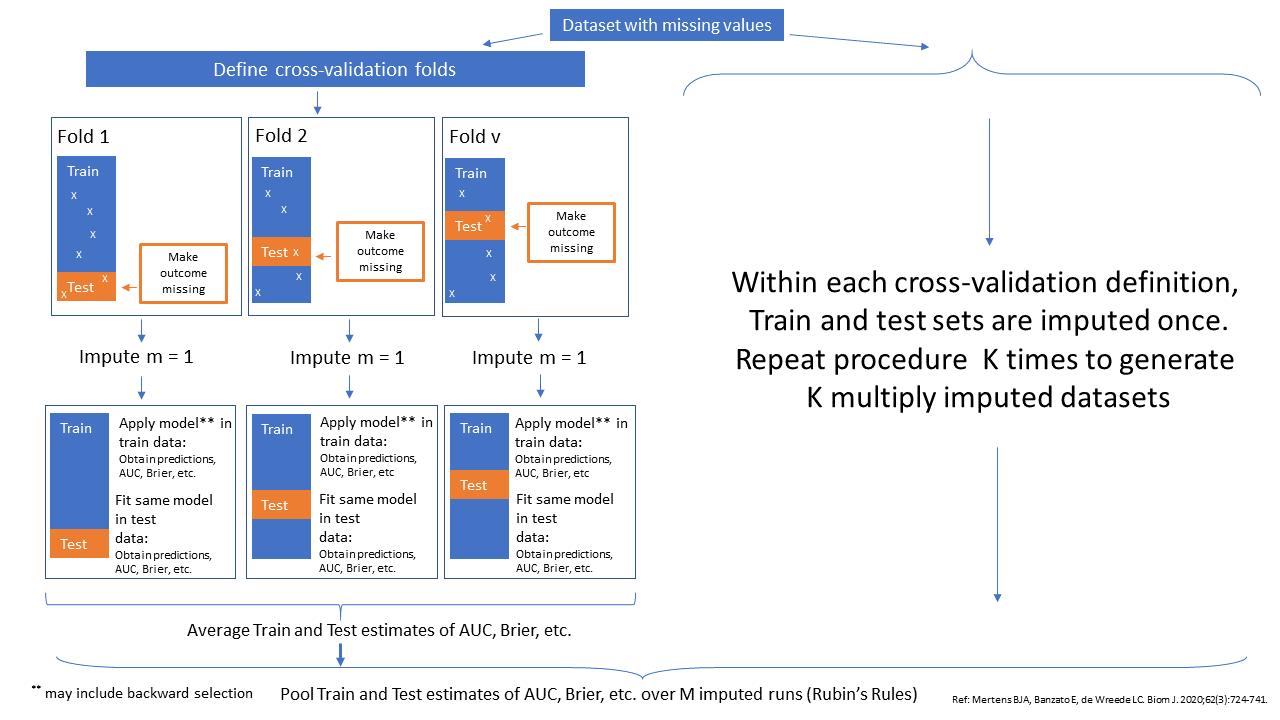 Dataset with missing values
Define cross-validation folds
Fold 1
Train
x
x
x
x
x
Test
x
Make
outcome
missing
Fold 2
Train
x
x
Test x
x
x
Make
outcome
missing
Fold v
Train
x
Test x
x
x
x
Make
outcome
missing
Impute m = 1
Impute m = 1
Impute m = 1
Train
Test
Apply model** in
train data:
Obtain predictions,
AUC, Brier, etc.
Fit same model
in test
data:
Obtain predictions,
AUC, Brier, etc.
Train
Test
Apply model** in
train data:
Obtain predictions,
AUC, Brier, etc
Fit same model
in test
data:
Obtain predictions,
AUC, Brier, etc.
Train
Test
Apply model** in
train data:
Obtain predictions,
AUC, Brier, etc
Fit same model
in test
data:
Obtain predictions,
AUC, Brier, etc.
Within each cross-validation definition,
Train and test sets are imputed once.
Repeat procedure K times to generate
K multiply imputed datasets
Average Train and Test estimates of AUC, Brier, etc.
** may include backward selection
Pool Train and Test estimates of AUC, Brier, etc. over M imputed runs (Rubin's Rules)
Ref: Mertens BJA, Banzato E, de Wreede LC. Biom J. 2020;62(3):724-741.